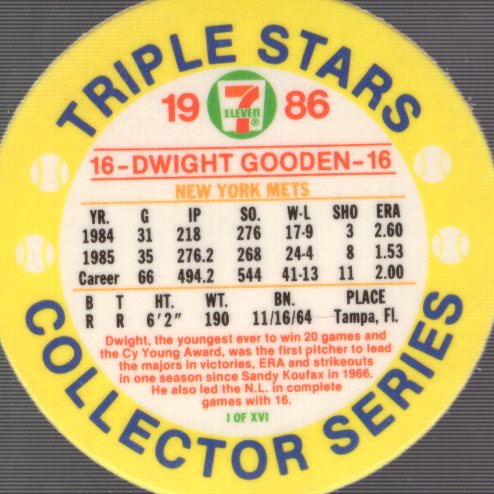 TRIPLE STARS
1986
7
ELEVEn
®
16-DWIGHT GOODEN-16
NEW YORK METS
YR. G IP SO. W-L SHO ERA
1984 31 218 276 17-9 3 2.60
1985 35 276.2 268 24-4 8 1.53
Career 66 494.2 544 41-13 11 2.00
B T HT. WT. BN. PLACE
R R 6'2" 190 11/16/64 Tampa, Fl.
Dwight, the youngest ever to win 20 games and
the Cy Young Award, was the first pitcher to lead
the majors in victories, ERA and strikeouts
in one season since Sandy Koufax in 1966.
He also led the N.L. in complete
games with 16.
I OF XVI
COLLECTOR SERIES